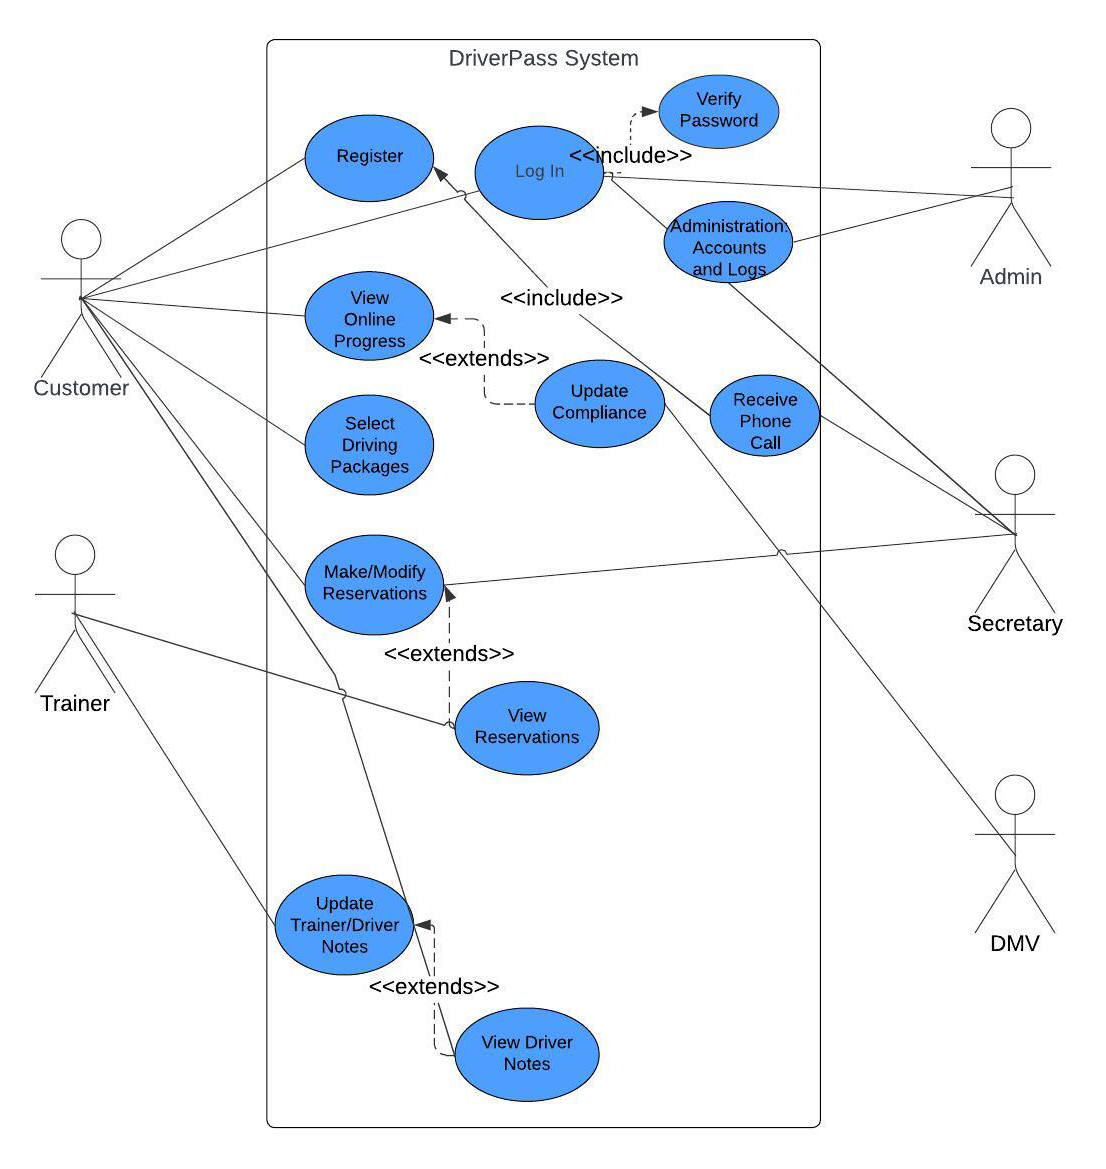 DriverPass System
Verify
Password
Register
Log In
<<include>>
Administration:
Accounts
and Logs
Admin
View
Online
Progress
<<include>>
<<extends>>
Customer
Update
Compliance
Receive
Phone
Call
Select
Driving
Packages
Make/Modify
Reservations
Secretary
<<extends>>
Trainer
View
Reservations
Update
Trainer/Driver
Notes
DMV
<<extends>>
View Driver
Notes